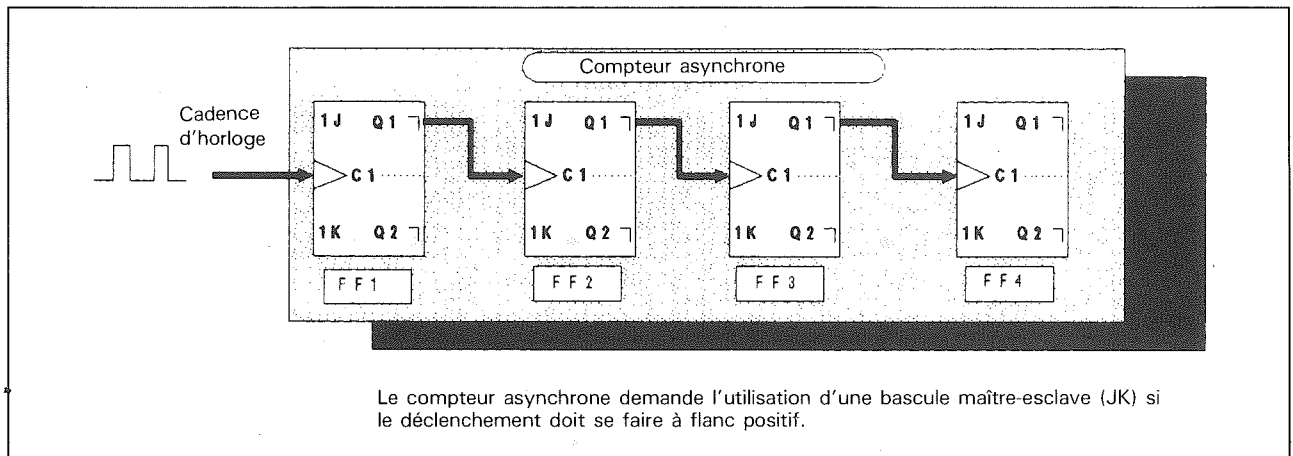 Compteur asynchrone
Cadence
d'horloge
1J Q1
C1
1K Q2
FF1
1J Q1
C1
1K Q2
FF2
1J Q1
C1
1K Q2
FF3
1J Q1
C1
1K Q2
FF4
Le compteur asynchrone demande l'utilisation d'une bascule maître-esclave (JK) si
le déclenchement doit se faire à flanc positif.